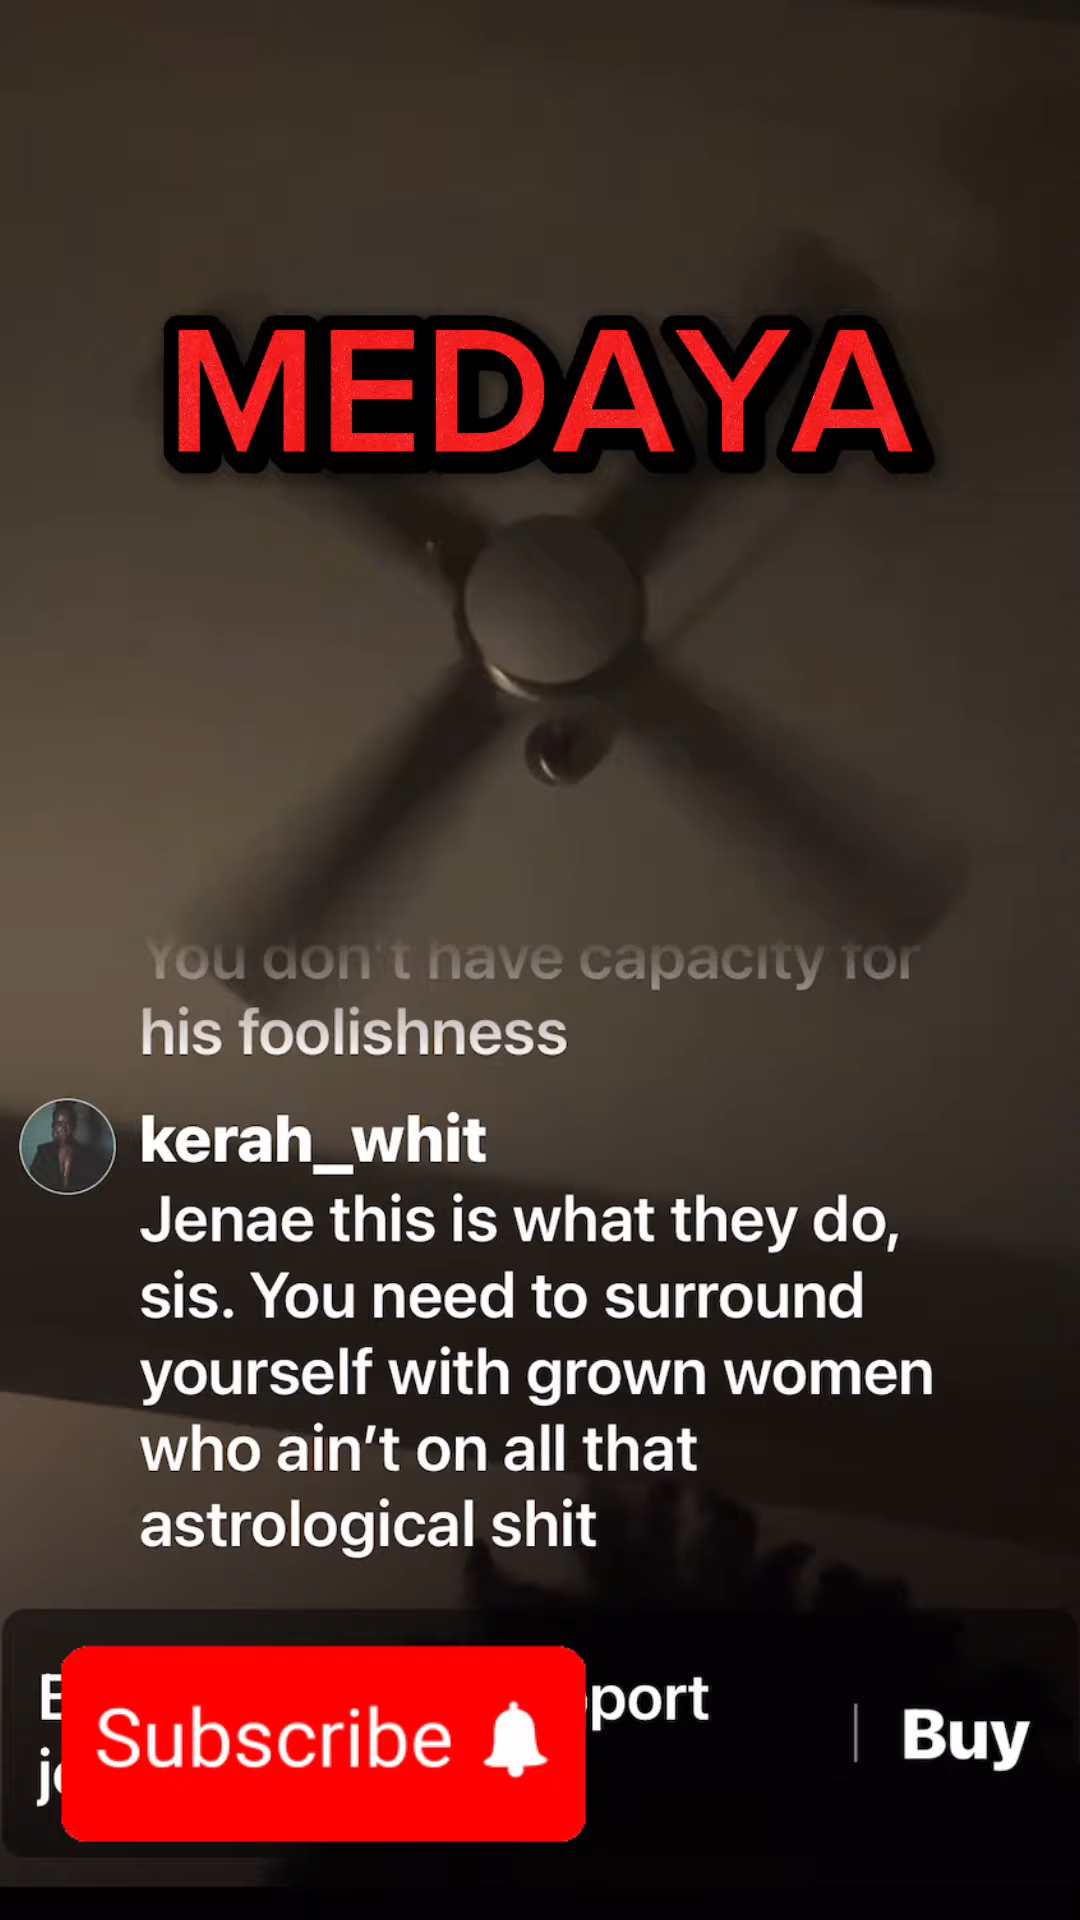 MEDAYA
You don't have capacity for
his foolishness
kerah_whit
Jenae this is what they do,
sis. You need to surround
yourself with grown women
who ain't on all that
astrological shit
Subscribe
Buy